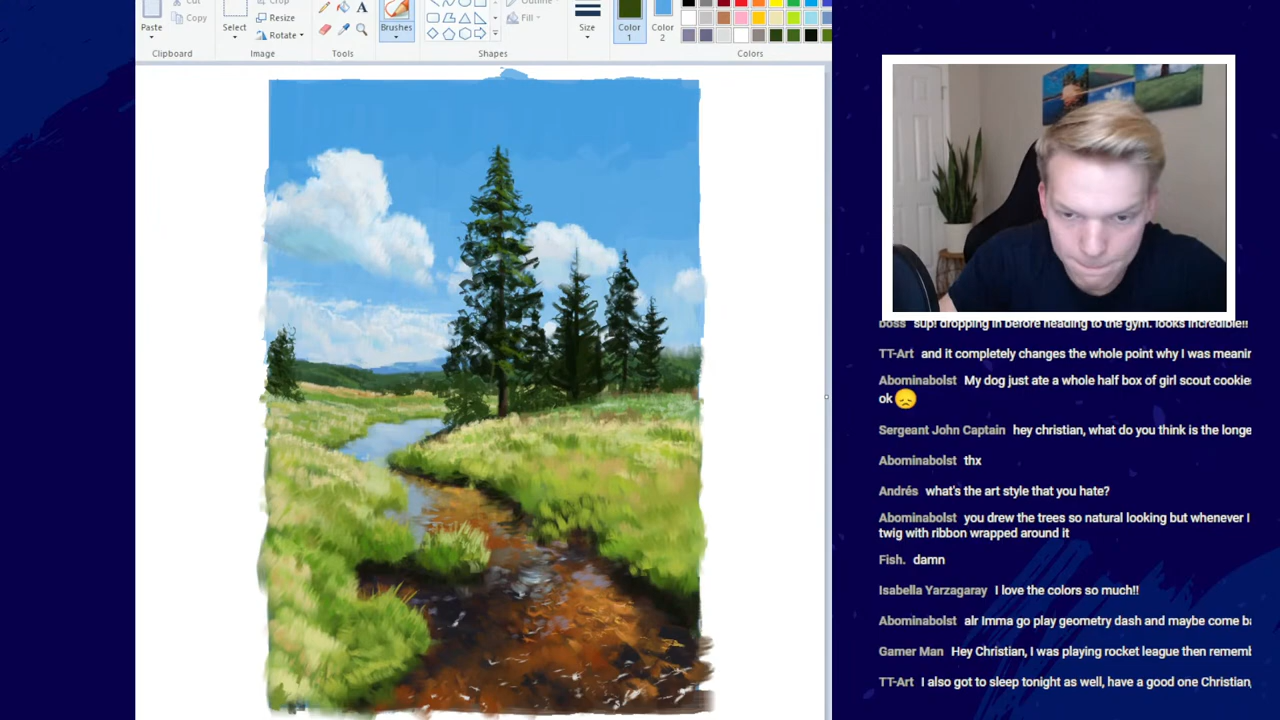 Cut
Crop
Outline
Copy
Resize
Fill
Paste
Select
Rotate
A
Brushes
Size
Color
1
Color
2
Clipboard
Image
Tools
Shapes
Colors
boss sup! dropping in before heading to the gym. looks incredible!!
TT-Art and it completely changes the whole point why I was meanin
Abominabolst My dog just ate a whole half box of girl scout cookie
ok
Sergeant John Captain hey christian, what do you think is the longe
Abominabolst thx
Andrés what's the art style that you hate?
Abominabolst you drew the trees so natural looking but whenever I
twig with ribbon wrapped around it
Fish. damn
Isabella Yarzagaray I love the colors so much!!
Abominabolst alr Imma go play geometry dash and maybe come ba
Gamer Man Hey Christian, I was playing rocket league then rememb
TT-Art I also got to sleep tonight as well, have a good one Christian,